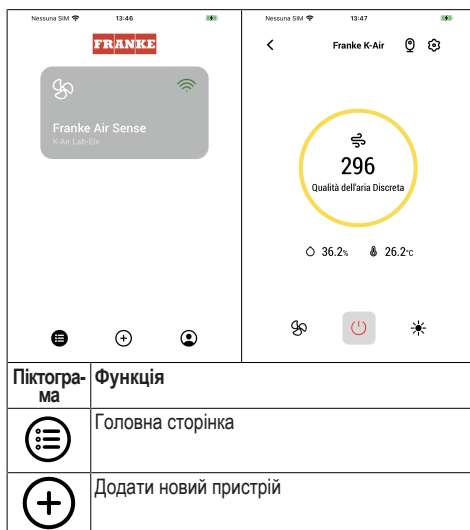 Nessuna SIM 13:46
FRANKE
Franke Air Sense
K-Air Lab-Efe
Nessuna SIM 13:47
Franke K-Air
296
Qualità dell'aria Discreta
36.2% 26.2°C
Піктогра-
ма
Функція
Головна сторінка
Додати новий пристрій